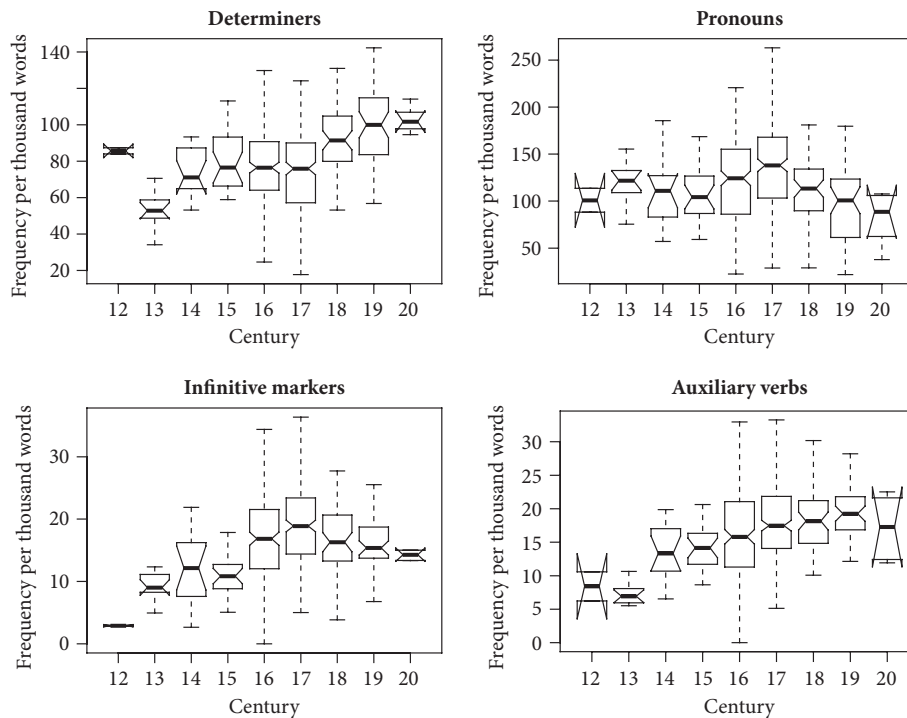 Determiners
Frequency per thousand words
140
120
100
80
60
40
20
12 13 14 15 16 17 18 19 20
Century
Pronouns
Frequency per thousand words
250
200
150
100
50
12 13 14 15 16 17 18 19 20
Century
Infinitive markers
Frequency per thousand words
30
20
10
0
12 13 14 15 16 17 18 19 20
Century
Auxiliary verbs
Frequency per thousand words
30
25
20
15
10
5
0
12 13 14 15 16 17 18 19 20
Century